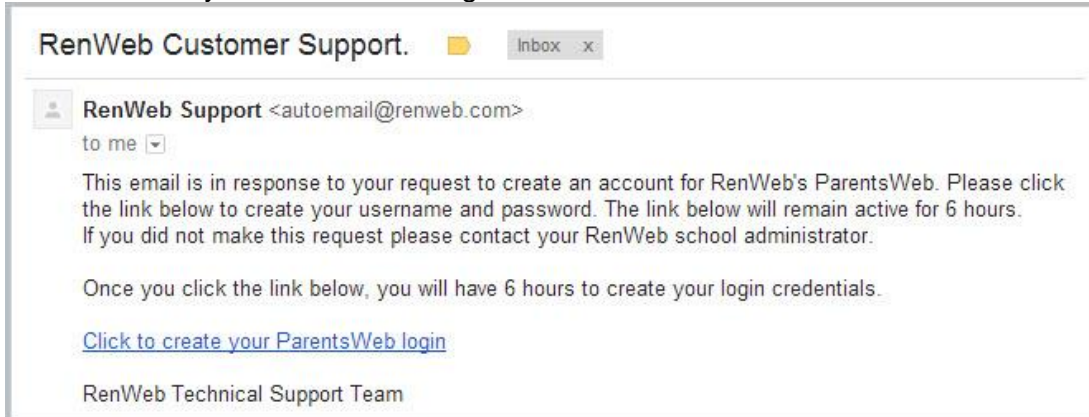 RenWeb Customer Support. Inbox x
RenWeb Support <autoemail@renweb.com>
to me
This email is in response to your request to create an account for RenWeb's ParentsWeb. Please click
the link below to create your username and password. The link below will remain active for 6 hours.
If you did not make this request please contact your RenWeb school administrator.
Once you click the link below, you will have 6 hours to create your login credentials.
Click to create your ParentsWeb login
RenWeb Technical Support Team